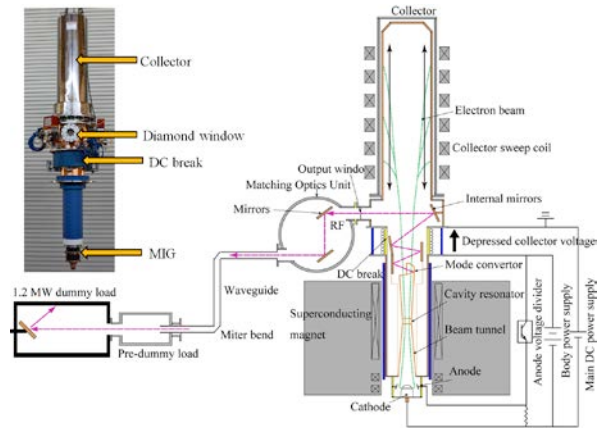 Collector
Diamond window
DC break
MIG
Collector
Electron beam
Collector sweep coil
Output windo
Matching Optics Unit
Internal mirrors
Mirrors
RF
Depressed collector voltages
DC break
Mode convertor
Waveguide
Cavity resonator
1.2 MW dummy load
Superconducting
magnet
Miter bend
Beam tunnel
Pre-dummy load
Anode
Cathode
Anode voltage divider
Body power supply
Main DC power supply